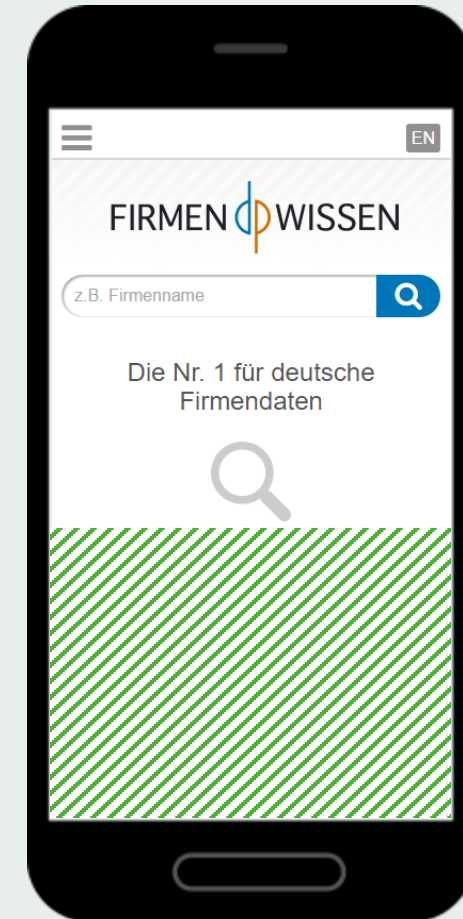 EN
FIRMEN WISSEN
z.B. Firmenname
Die Nr. 1 für deutsche
Firmendaten